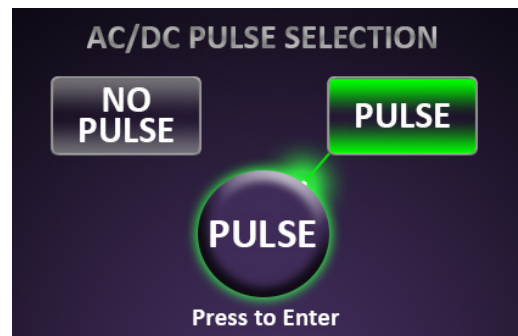 AC/DC PULSE SELECTION
NO
PULSE
PULSE
PULSE
Press to Enter